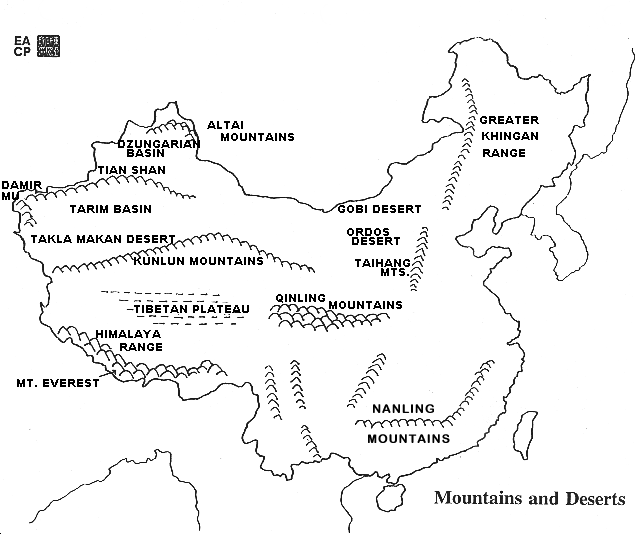 EA
CP
ALTAI
MOUNTAINS
DZUNGARIAN
BASIN
TIAN SHAN
DAMIR
MU
TARIM BASIN
TAKLA MAKAN DESERT
KUNLUN MOUNTAINS
GREATER
KHINGAN
RANGE
GOBI DESERT
ORDOS
DESERT
TAIHANG
MTS.
QINLING
MOUNTAINS
TIBETAN PLATEAU
HIMALAYA
RANGE
MT. EVEREST
NANLING
MOUNTAINS
Mountains and Deserts